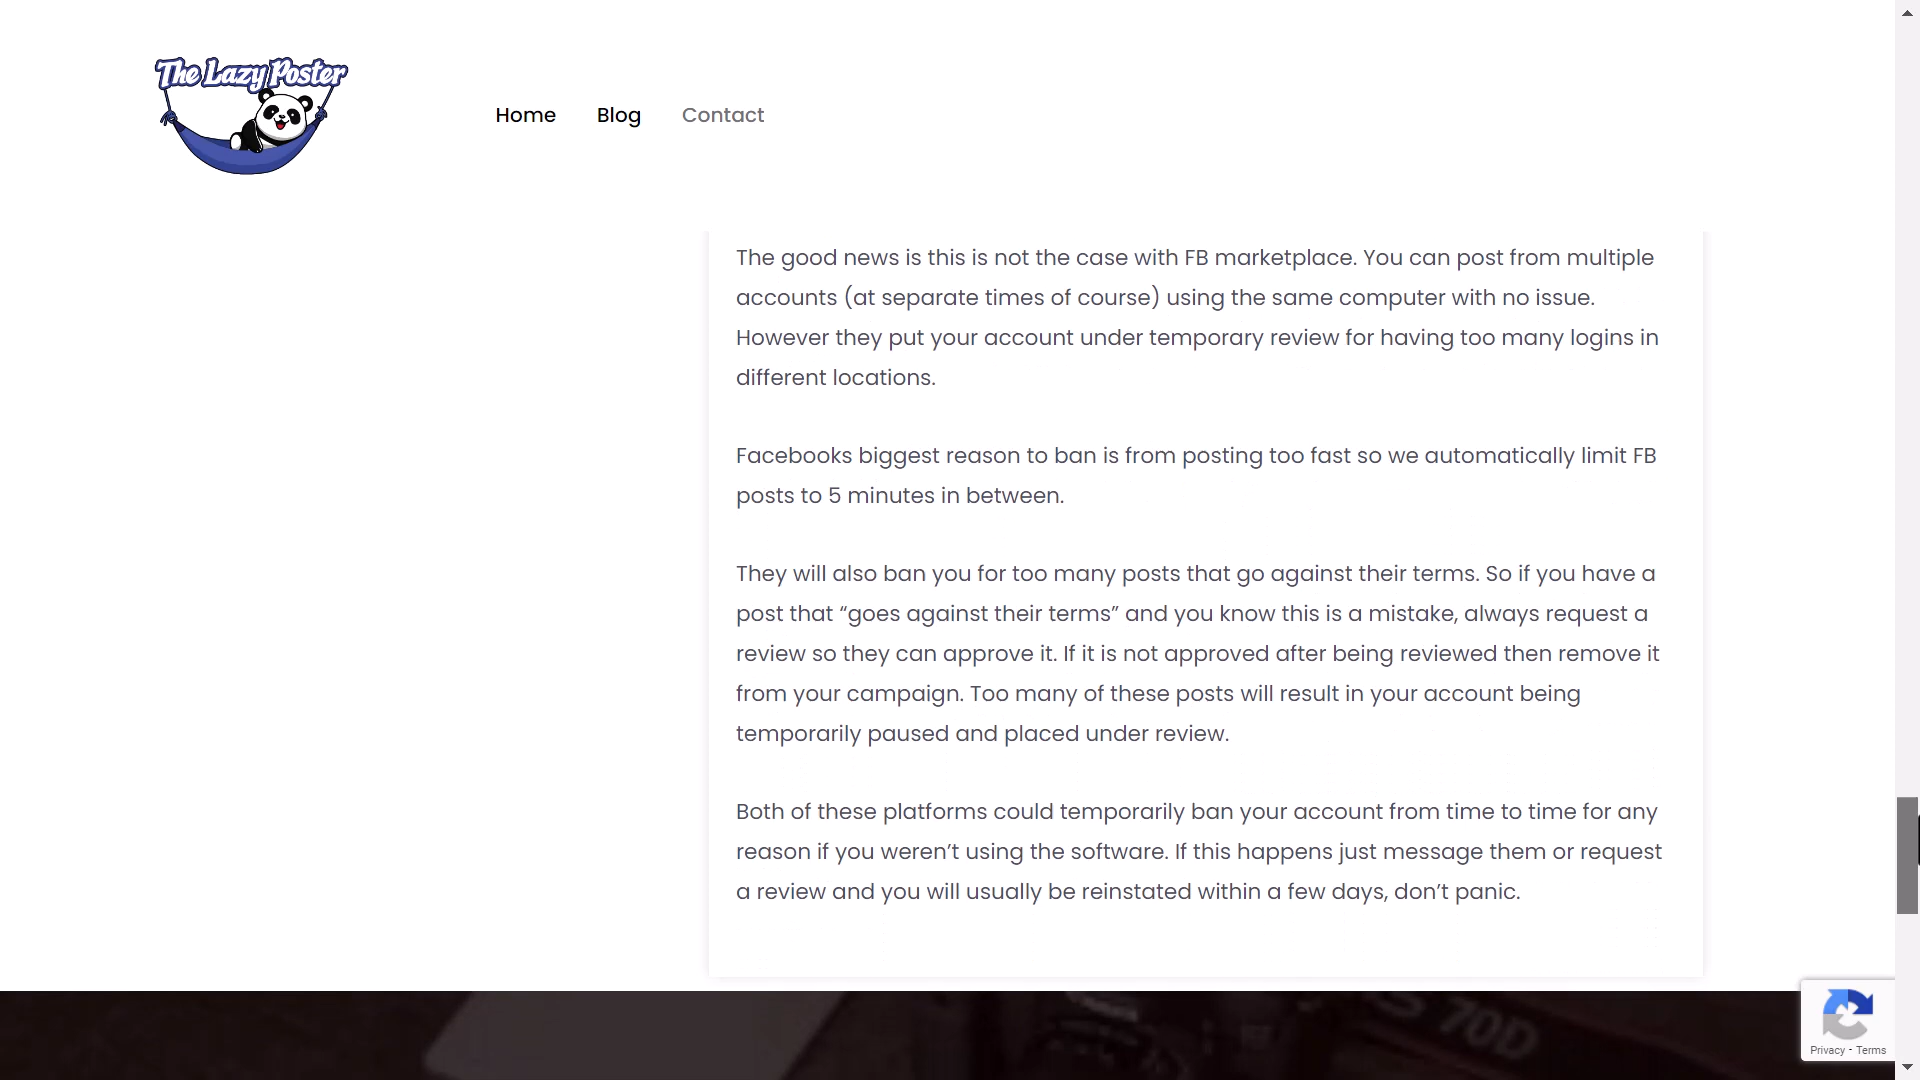 The Lazy Poster
Home Blog Contact
The good news is this is not the case with FB marketplace. You can post from multiple
accounts (at separate times of course) using the same computer with no issue.
However they put your account under temporary review for having too many logins in
different locations.
Facebooks biggest reason to ban is from posting too fast so we automatically limit FB
posts to 5 minutes in between.
They will also ban you for too many posts that go against their terms. So if you have a
post that “goes against their terms” and you know this is a mistake, always request a
review so they can approve it. If it is not approved after being reviewed then remove it
from your campaign. Too many of these posts will result in your account being
temporarily paused and placed under review.
Both of these platforms could temporarily ban your account from time to time for any
reason if you weren’t using the software. If this happens just message them or request
a review and you will usually be reinstated within a few days, don’t panic.
S 70D
Privacy - Terms